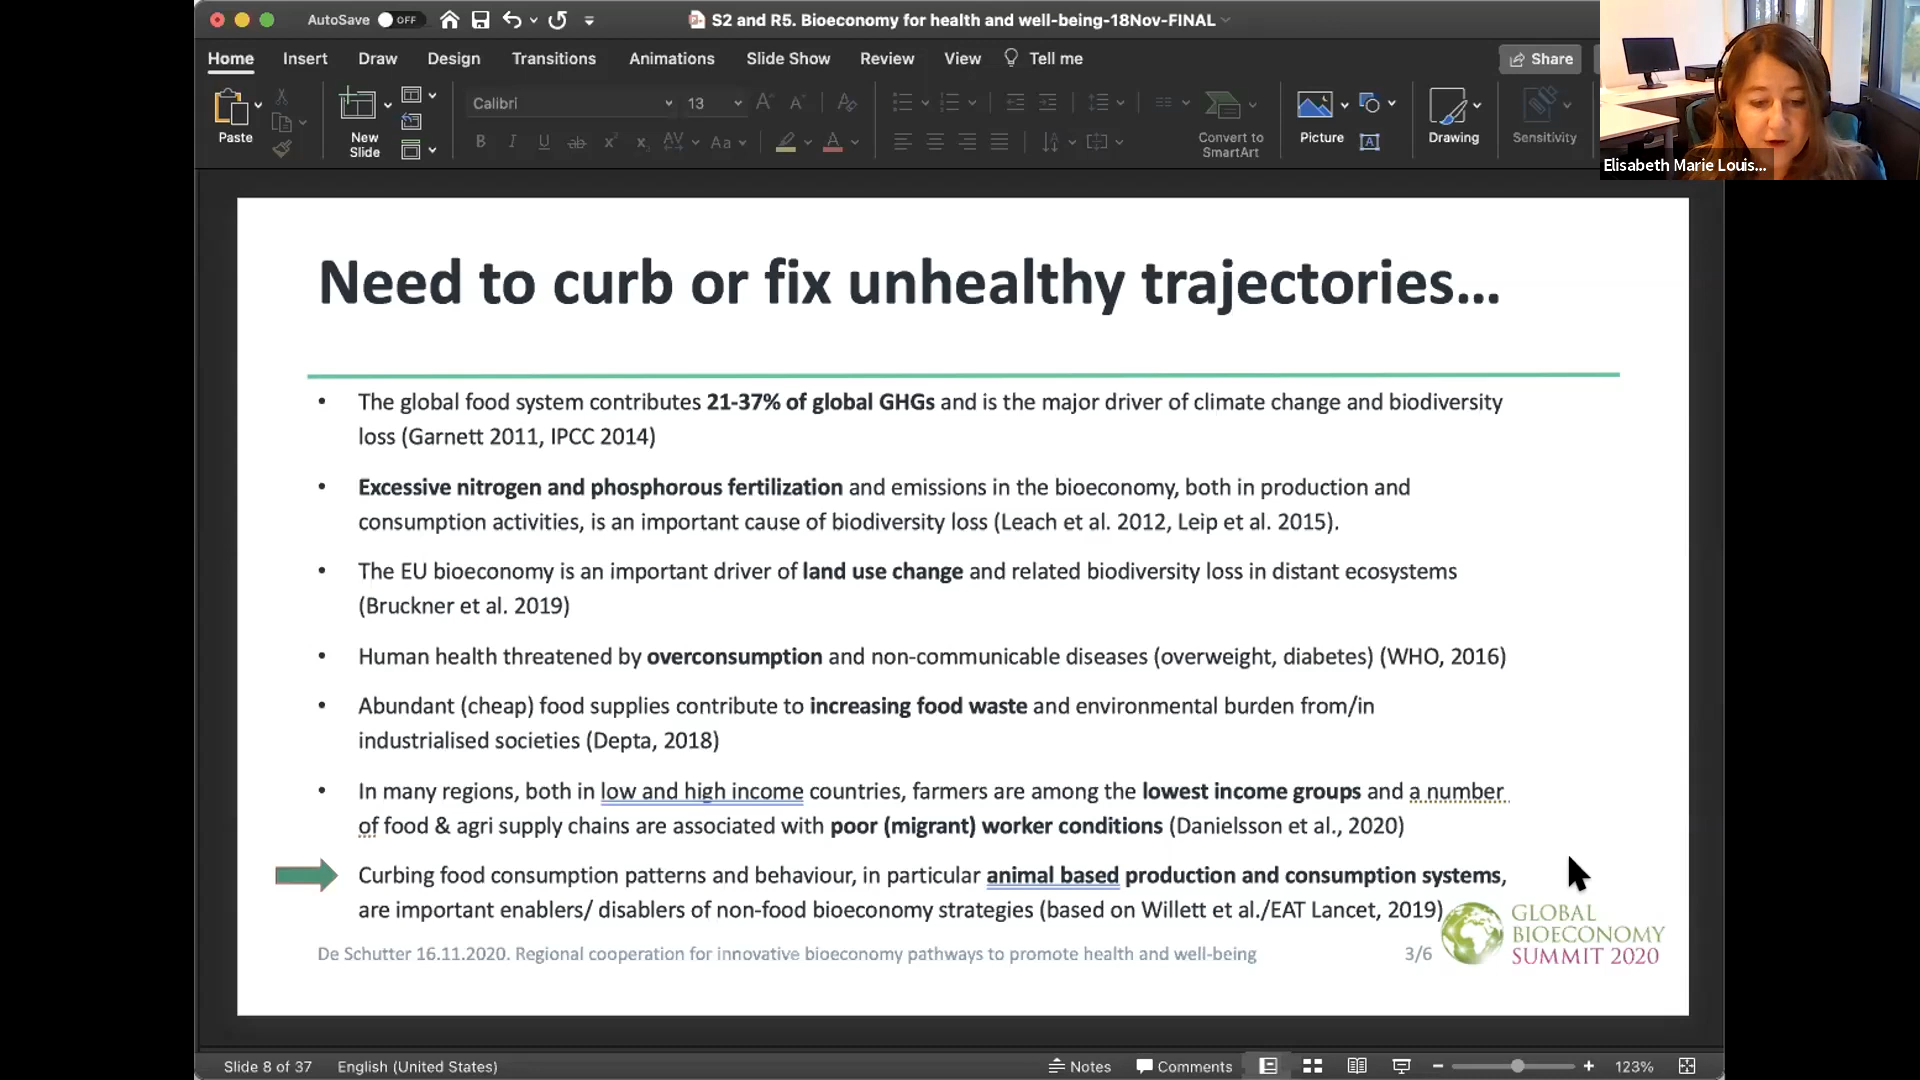 AutoSave OFF
S2 and R5. Bioeconomy for health and well-being-18Nov-FINAL
Home Insert Draw Design Transitions Animations Slide Show Review View Tell me
Share
Paste
New
Slide
Calibri 13
Convert to
SmartArt
Picture
Drawing
Sensitivity
Elisabeth Marie Louis...
Need to curb or fix unhealthy trajectories...
• The global food system contributes 21-37% of global GHGs and is the major driver of climate change and biodiversity
loss (Garnett 2011, IPCC 2014)
• Excessive nitrogen and phosphorous fertilization and emissions in the bioeconomy, both in production and
consumption activities, is an important cause of biodiversity loss (Leach et al. 2012, Leip et al. 2015).
• The EU bioeconomy is an important driver of land use change and related biodiversity loss in distant ecosystems
(Bruckner et al. 2019)
• Human health threatened by overconsumption and non-communicable diseases (overweight, diabetes) (WHO, 2016)
• Abundant (cheap) food supplies contribute to increasing food waste and environmental burden from/in
industrialised societies (Depta, 2018)
• In many regions, both in low and high income countries, farmers are among the lowest income groups and a number
of food & agri supply chains are associated with poor (migrant) worker conditions (Danielsson et al., 2020)
Curbing food consumption patterns and behaviour, in particular animal based production and consumption systems,
are important enablers/ disablers of non-food bioeconomy strategies (based on Willett et al./EAT Lancet, 2019)
De Schutter 16.11.2020. Regional cooperation for innovative bioeconomy pathways to promote health and well-being 3/6
GLOBAL
BIOECONOMY
SUMMIT 2020
Slide 8 of 37 English (United States) Notes Comments 123%